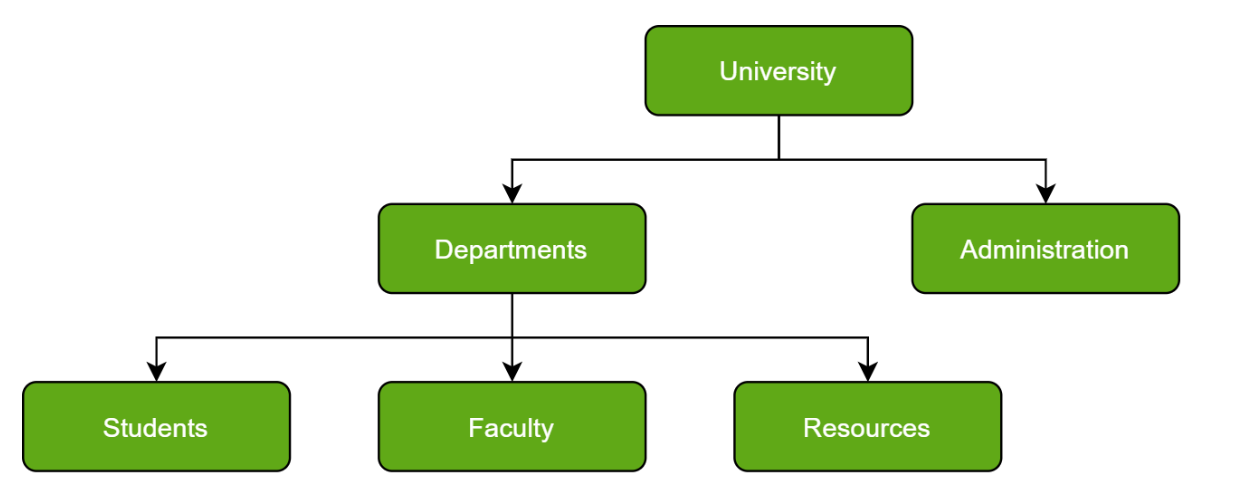 University
Departments
Administration
Students
Faculty
Resources